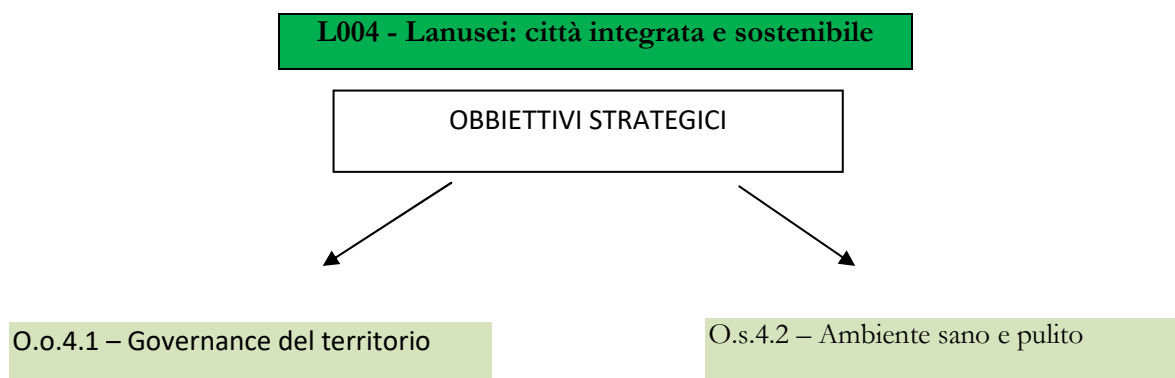 L004 - Lanusei: città integrata e sostenibile
OBBIETTIVI STRATEGICI
O.o.4.1 – Governance del territorio
O.s.4.2 – Ambiente sano e pulito